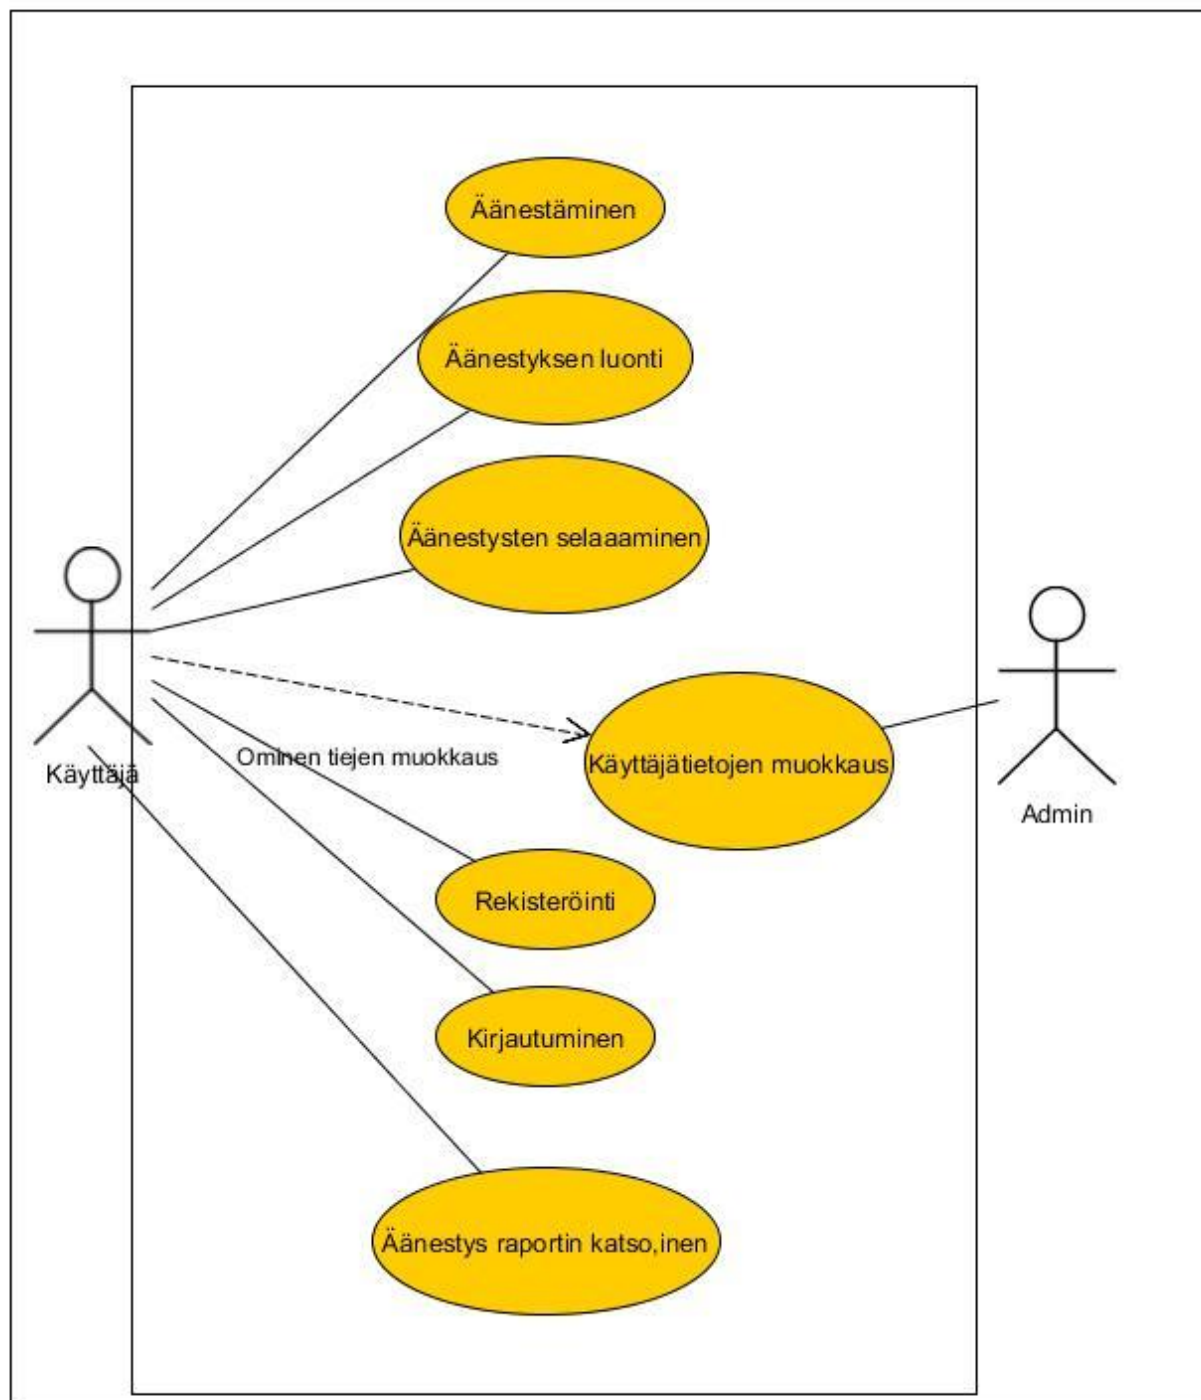 Äänestäminen
Äänestyksen luonti
Äänestysten selaaaminen
Käyttäjä
Ominen tiejen muokkaus
Käyttäjätietojen muokkaus
Admin
Rekisteröinti
Kirjautuminen
Äänestys raportin katso,inen